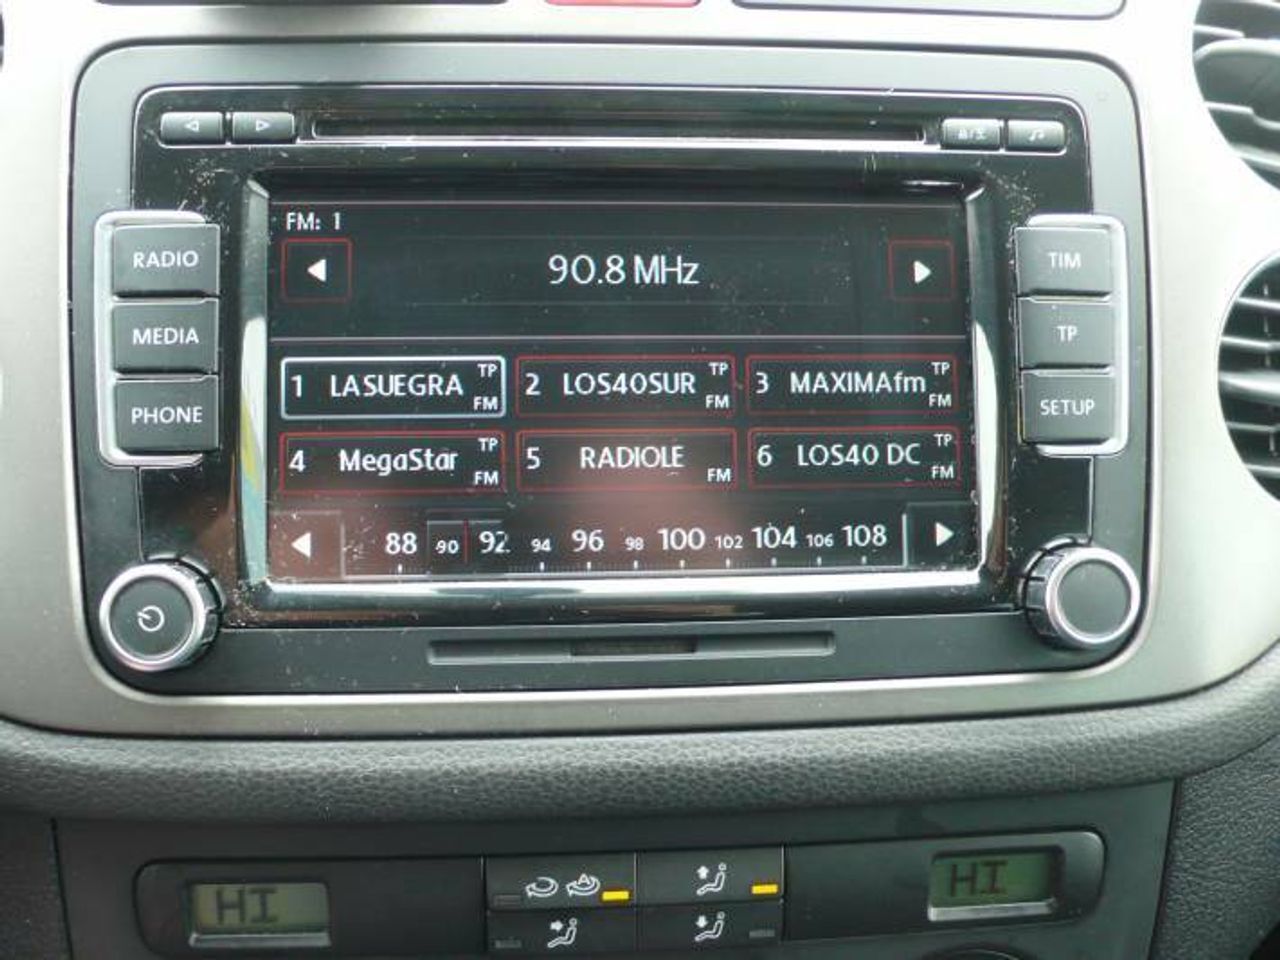 FM: 1
RADIO
90.8 MHz
TIM
MEDIA
TP
PHONE
SETUP
1 LASUEGRA TP FM
2 LOS40SUR TP FM
3 MAXIMAfm TP FM
4 MegaStar TP FM
5 RADIOLE FM
6 LOS40 DC TP FM
88 90 92 94 96 98 100 102 104 106 108
HI
A
HI